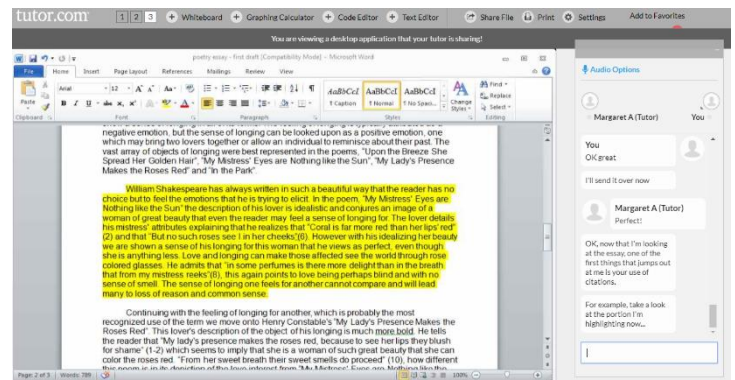 tutor.com
1 2 3 Whiteboard Graphing Calculator Code Editor Text Editor Share File Print Settings Add to Favorites
You are viewing a desktop application that your tutor is sharing!
poetry essay - first draft [Compatibility Mode] - Microsoft Word
File Home Insert Page Layout References Mailings Review View
Arial 12
Paste
B I U abc
AaBbCcI AaBbCcI AaBbCcI
¶ Caption ¶ Normal ¶ No Spaci...
Change Styles
Find
Replace
Select
Clipboard Font Paragraph Styles Editing
negative emotion, but the sense of longing can be looked upon as a positive emotion, one
which may bring two lovers together or allow an individual to reminisce about their past. The
vast array of objects of longing were best represented in the poems, "Upon the Breeze She
Spread Her Golden Hair", "My Mistress' Eyes are Nothing like the Sun", "My Lady's Presence
Makes the Roses Red" and "In the Park".
William Shakespeare has always written in such a beautiful way that the reader has no
choice but to feel the emotions that he is trying to elicit. In the poem, "My Mistress' Eyes are
Nothing like the Sun" the description of his lover is idealistic and conjures an image of a
woman of great beauty that even the reader may feel a sense of longing for. The lover details
his mistress' attributes explaining that he realizes that "Coral is far more red than her lips' red"
(2) and that "But no such roses see I in her cheeks"(6). However with his idealizing her beauty
we are shown a sense of his longing for this woman that he views as perfect, even though
she is anything less. Love and longing can make those affected see the world through rose
colored glasses. He admits that "in some perfumes is there more delight than in the breath
that from my mistress reeks"(8), this again points to love being perhaps blind and with no
sense of smell. The sense of longing one feels for another cannot compare and will lead
many to loss of reason and common sense.
Continuing with the feeling of longing for another, which is probably the most
recognized use of the term we move onto Henry Constable's "My Lady's Presence Makes the
Roses Red". This lover's description of the object of his longing is much more bold. He tells
the reader that "My lady's presence makes the roses red, because to see her lips they blush
for shame" (1-2) which seems to imply that she is a woman of such great beauty that she can
color the roses red. "From her sweet breath their sweet smells do proceed" (10), how different
Page: 2 of 3 Words: 789 100%
Audio Options
Margaret A (Tutor) You
You
OK great
I'll send it over now
Margaret A (Tutor)
Perfect!
OK, now that I'm looking
at the essay, one of the
first things that jumps out
at me is your use of
citations.
For example, take a look
at the portion I'm
highlighting now...